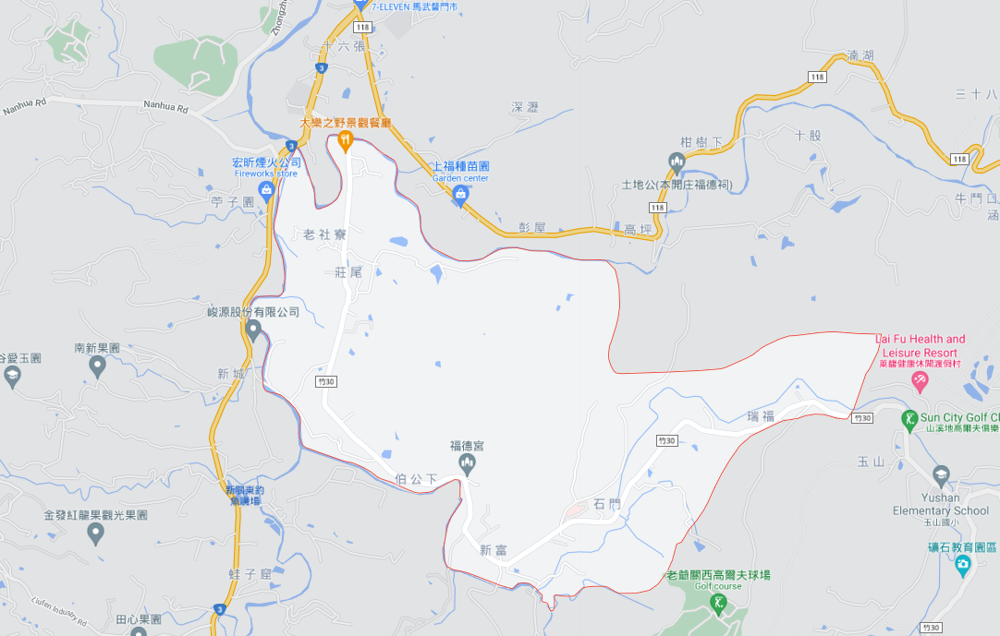 7-ELEVEN 馬武督門市
118
Zhongzh
十六張
3
湳湖
118
三十八
Nanhua Rd
Nanhua Rd
深瀝
大樂之野景觀餐廳
柑樹下
十股
3
宏昕煙火公司
Fireworks store
上福種苗園
Garden center
118
土地公(本開庄福德祠)
牛鬥口
涵
苧子園
118
彭屋
高坪
老社寮
莊尾
峻源股份有限公司
Lai Fu Health and
Leisure Resort
萊馥健康休閒渡假村
南新果園
谷愛玉園
新城
竹30
瑞福
竹30
Sun City Golf Cl
山溪地高爾夫俱樂
竹30
福德宮
玉山
伯公下
新關東釣
魚廣場
石門
Yushan
Elementary School
玉山國小
金發紅龍果觀光果園
新富
礦石教育園區
蛙子窟
老爺關西高爾夫球場
Golf course
Liufen Industry Rd
3
田心果園
竹30